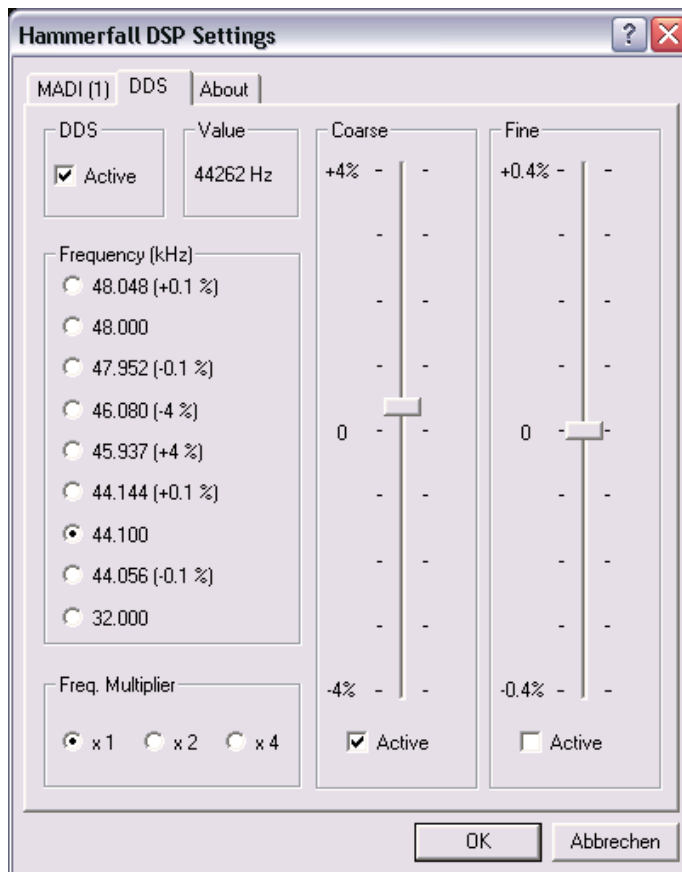 Hammerfall DSP Settings
MADI (1) DDS About
DDS
Active
Value
44262 Hz
Frequency (kHz)
48.048 (+0.1 %)
48.000
47.952 (-0.1 %)
46.080 (-4 %)
45.937 (+4 %)
44.144 (+0.1 %)
44.100
44.056 (-0.1 %)
32.000
Freq. Multiplier
x 1 x 2 x 4
Coarse
+4%
0
-4%
Active
Fine
+0.4%
0
-0.4%
Active
OK Abbrechen